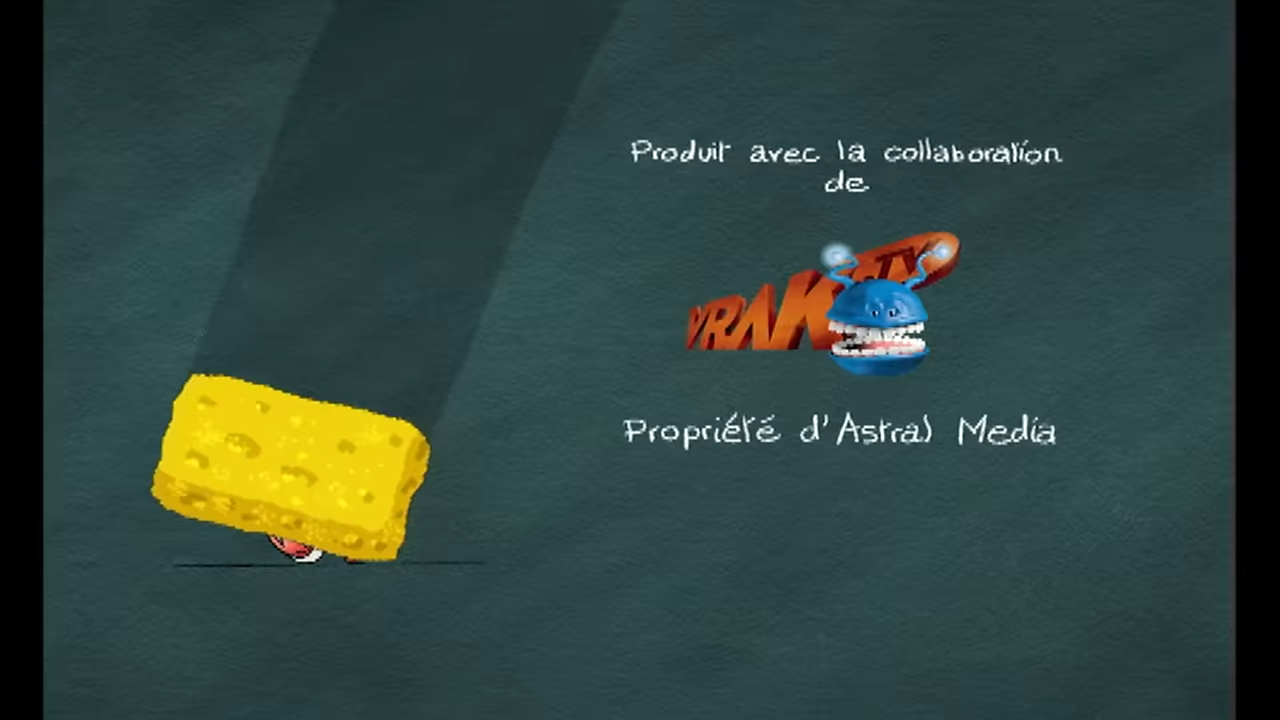 Produit avec la collaboration
de
VRAK
Propriété d'Astral Media